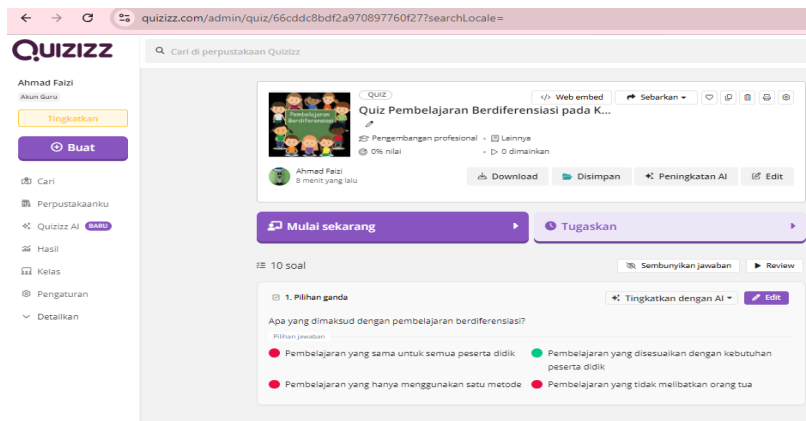 quizizz.com/admin/quiz/66cddc8bdf2a970897760f27?searchLocale=
QUIZIZZ
Cari di perpustakaan Quizizz
Ahmad Faizi
Akun Guru
Tingkatkan
Buat
Cari
Perpustakaanku
Quizizz AI BARU
Hasil
Kelas
Pengaturan
Detailkan
Pembelajaran
Berdiferensiasi
QUIZ
</> Web embed
Sebarkan
Quiz Pembelajaran Berdiferensiasi pada K...
Pengembangan profesional • Lainnya
0% nilai • 0 dimainkan
Ahmad Faizi
8 menit yang lalu
Download
Disimpan
Peningkatan AI
Edit
Mulai sekarang
Tugaskan
10 soal
Sembunyikan jawaban
Review
1. Pilihan ganda
Tingkatkan dengan AI
Edit
Apa yang dimaksud dengan pembelajaran berdiferensiasi?
Pilihan jawaban
Pembelajaran yang sama untuk semua peserta didik
Pembelajaran yang disesuaikan dengan kebutuhan
peserta didik
Pembelajaran yang hanya menggunakan satu metode
Pembelajaran yang tidak melibatkan orang tua